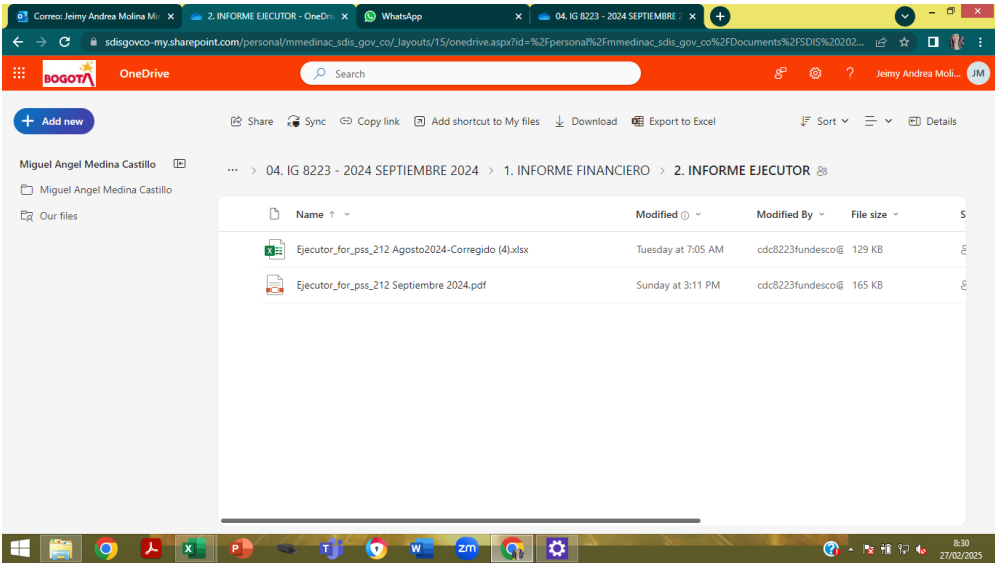 Correo: Jeimy Andrea Molina Mir
2. INFORME EJECUTOR - OneDri
WhatsApp
04. IG 8223 - 2024 SEPTIEMBRE 2
sdisgovco-my.sharepoint.com/personal/mmedinac_sdis_gov_co/_layouts/15/onedrive.aspx?id=%2Fpersonal%2Fmmedinac_sdis_gov_co%2FDocuments%2FSDIS%20202...
BOGOTÁ
OneDrive
Search
Jeimy Andrea Moli...
JM
Add new
Share
Sync
Copy link
Add shortcut to My files
Download
Export to Excel
Sort
Details
Miguel Angel Medina Castillo
Miguel Angel Medina Castillo
Our files
... > 04. IG 8223 - 2024 SEPTIEMBRE 2024 > 1. INFORME FINANCIERO > 2. INFORME EJECUTOR
Name Modified Modified By File size S
Ejecutor_for_pss_212 Agosto2024-Corregido (4).xlsx Tuesday at 7:05 AM cdc8223fundesco@ 129 KB
Ejecutor_for_pss_212 Septiembre 2024.pdf Sunday at 3:11 PM cdc8223fundesco@ 165 KB
zm
8:30
27/02/2025